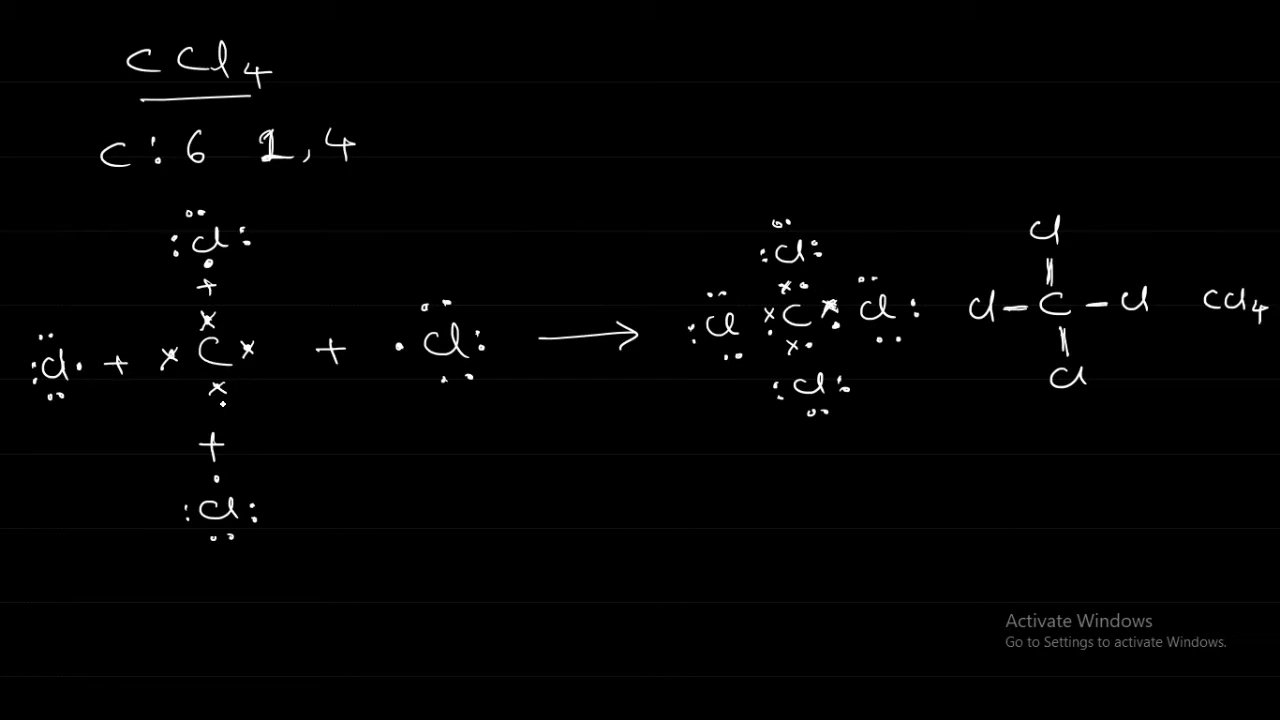 CCl4
C : 6 2,4
Cl
Cl + C + Cl → Cl C Cl
+
Cl
Cl
Cl
Cl
Cl - C - Cl CCl4
Cl
Activate Windows
Go to Settings to activate Windows.